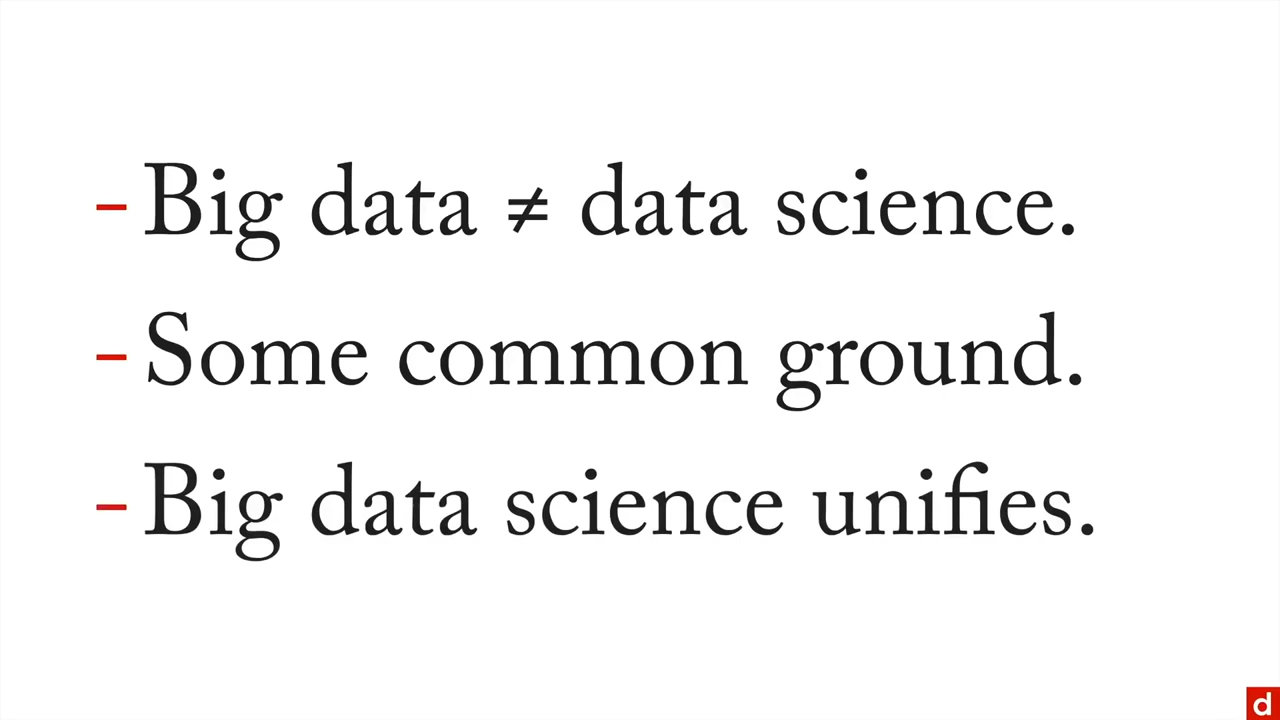 - Big data ≠ data science.
- Some common ground.
- Big data science unifies.
d